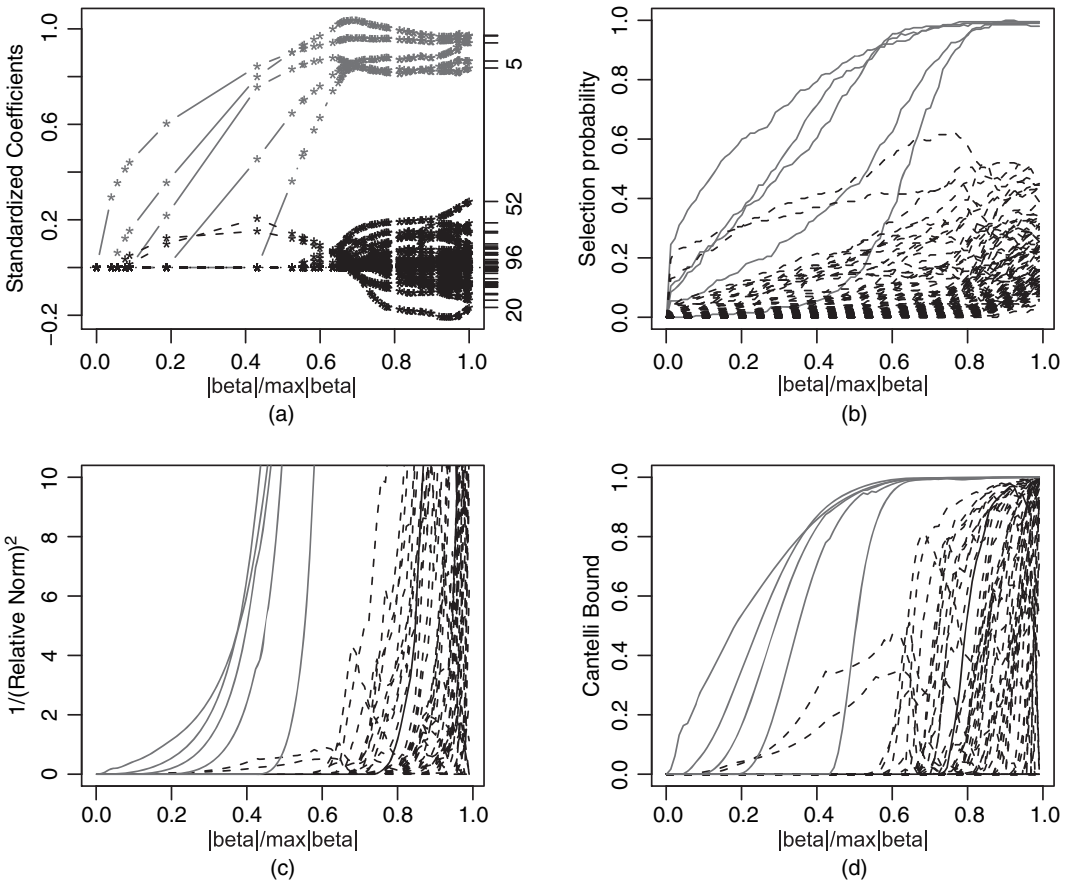 Standardized Coefficients
1.0
0.6
0.2
−0.2
5
52
96
20
0.0 0.2 0.4 0.6 0.8 1.0
|beta|/max|beta|
(a)
Selection probability
1.0
0.8
0.6
0.4
0.2
0.0
0.0 0.2 0.4 0.6 0.8 1.0
|beta|/max|beta|
(b)
1/((Relative Norm)²
10
8
6
4
2
0
0.0 0.2 0.4 0.6 0.8 1.0
|beta|/max|beta|
(c)
Cantelli Bound
1.0
0.8
0.6
0.4
0.2
0.0
0.0 0.2 0.4 0.6 0.8 1.0
|beta|/max|beta|
(d)